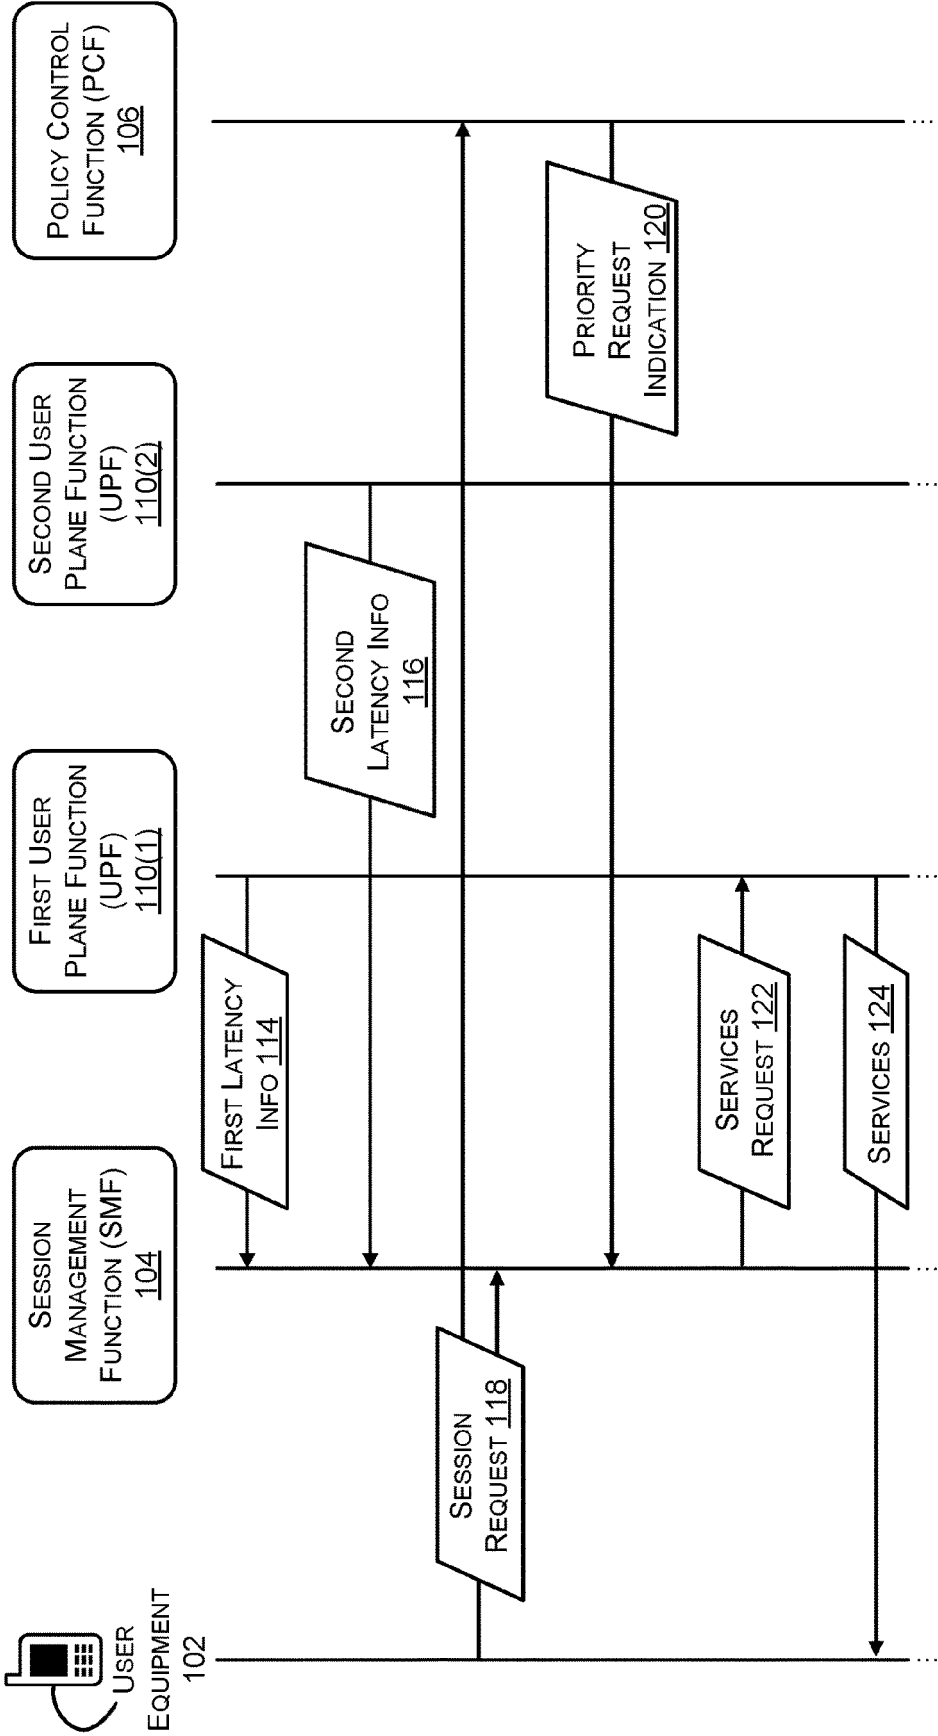 USER
EQUIPMENT
102
SESSION
MANAGEMENT
FUNCTION (SMF)
104
FIRST USER
PLANE FUNCTION
(UPF)
110(1)
SECOND USER
PLANE FUNCTION
(UPF)
110(2)
POLICY CONTROL
FUNCTION (PCF)
106
FIRST LATENCY
INFO 114
SECOND
LATENCY INFO
116
SESSION
REQUEST 118
PRIORITY
REQUEST
INDICATION 120
SERVICES
REQUEST 122
SERVICES 124
...
...
...
...
...